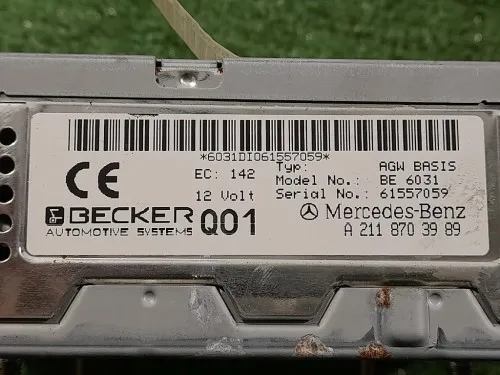 *6031DI061557059*
CE
EC: 142
12 Volt
Typ: AGW BASIS
Model No.: BE 6031
Serial No.: 61557059
BECKER
AUTOMOTIVE SYSTEMS
Q01
Mercedes-Benz
A 211 870 39 89